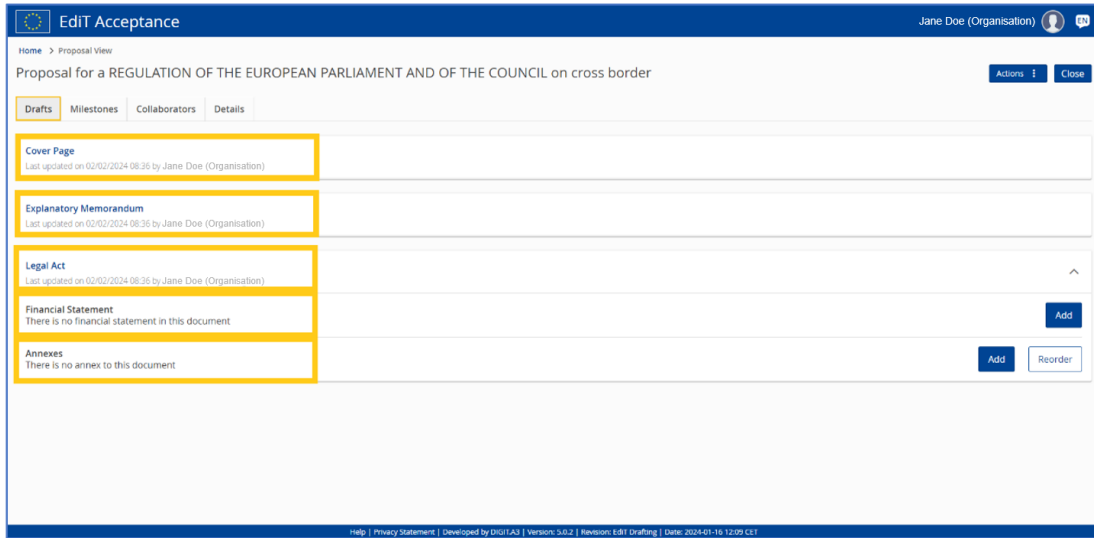 EdiT Acceptance
Jane Doe (Organisation)
EN
Home > Proposal View
Proposal for a REGULATION OF THE EUROPEAN PARLIAMENT AND OF THE COUNCIL on cross border
Actions
Close
Drafts Milestones Collaborators Details
Cover Page
Last updated on 02/02/2024 08:36 by Jane Doe (Organisation)
Explanatory Memorandum
Last updated on 02/02/2024 08:36 by Jane Doe (Organisation)
Legal Act
Last updated on 02/02/2024 08:36 by Jane Doe (Organisation)
Financial Statement
There is no financial statement in this document
Add
Annexes
There is no annex to this document
Add Reorder
Help | Privacy Statement | Developed by DIGIT.A3 | Version: 5.0.2 | Revision: EdiT Drafting | Date: 2024-01-16 12:09 CET